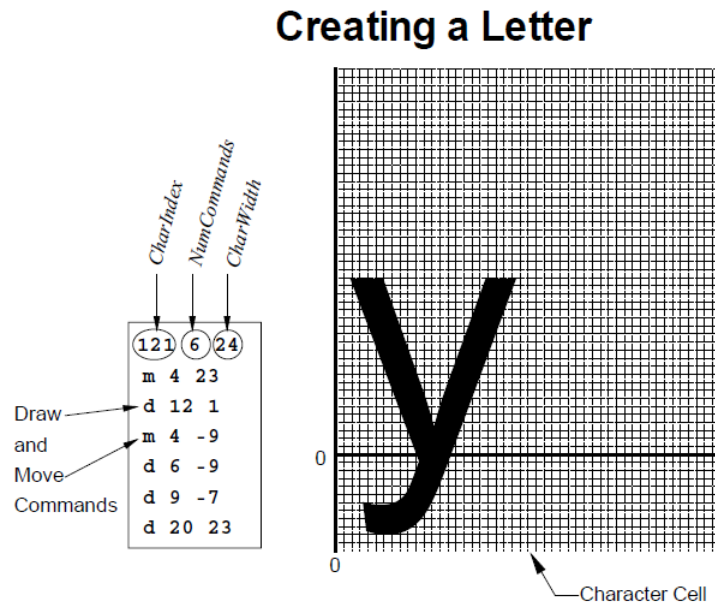 Creating a Letter
CharIndex
NumCommands
CharWidth
121 6 24
m 4 23
d 12 1
m 4 -9
d 6 -9
d 9 -7
d 20 23
Draw
and
Move
Commands
0
0
Character Cell